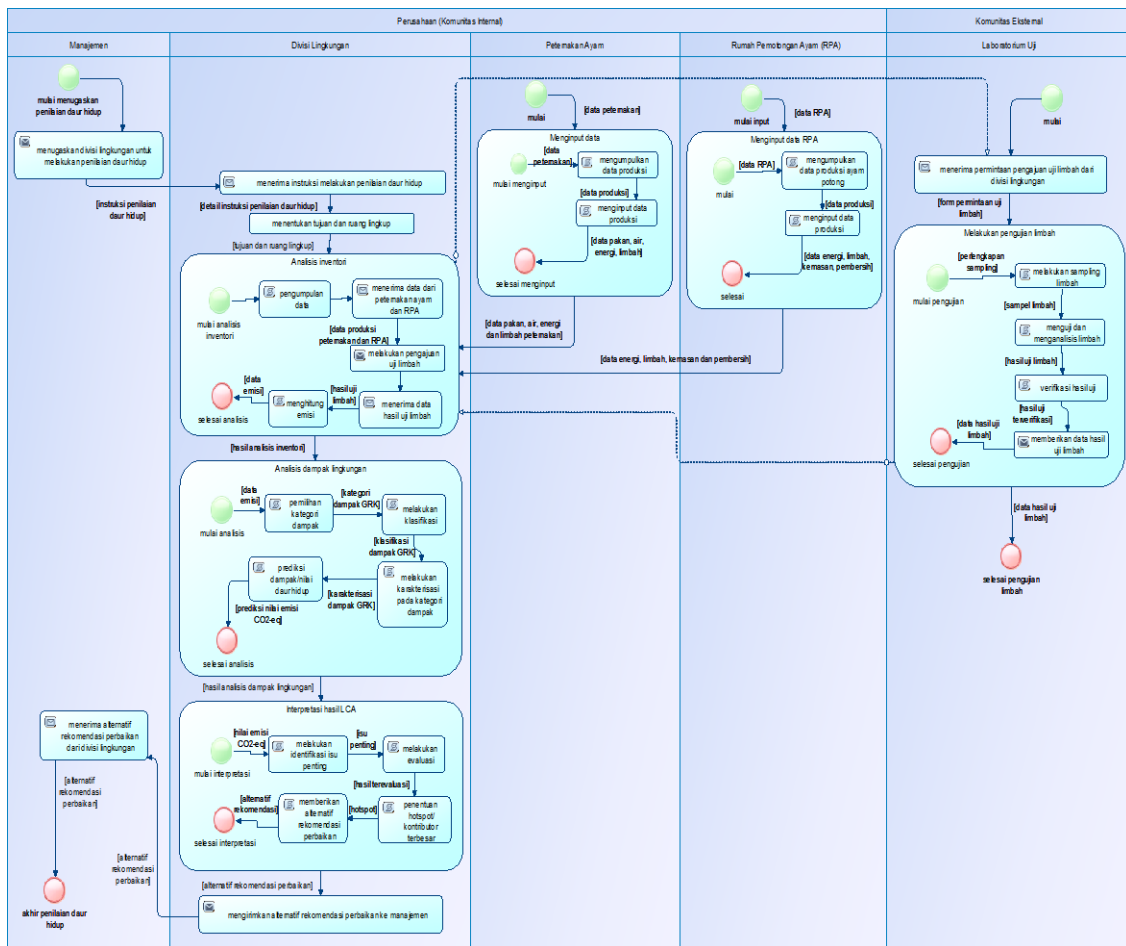 Perusahaan (Komunitas Internal)
Komunitas Eksternal
Manajemen
Divisi Lingkungan
Peternakan Ayam
Rumah Pemotongan Ayam (RPA)
Laboratorium Uji
mulai menugaskan
penilaian daur hidup
menugaskan divisi lingkungan untuk
melakukan penilaian daur hidup
[instruksi penilaian
daur hidup]
menerima alternatif
rekomendasi perbaikan
dari divisi lingkungan
[alternatif
rekomendasi
perbaikan]
[alternatif
rekomendasi
perbaikan]
akhir penilaian daur
hidup
menerima instruksi melakukan penilaian daur hidup
[detail instruksi penilaian daur hidup]
menentukan tujuan dan ruang lingkup
[tujuan dan ruang lingkup]
Analisis inventori
mulai analisis
inventori
pengumpulan
data
menerima data dari
peternakan ayam
dan RPA
[data produksi
peternakan dan RPA]
melakukan pengajuan
uji limbah
menerima data
hasil uji limbah
[hasil uji
limbah]
menghitung
emisi
[data
emisi]
selesai analisis
[hasil analisis inventori]
Analisis dampak lingkungan
mulai analisis
[data
emisi]
pemilihan
kategori
dampak
[kategori
dampak GRK]
melakukan
klasifikasi
[klasifikasi
dampak GRK]
melakukan
karakterisasi
pada kategori
dampak
[karakterisasi
dampak GRK]
prediksi
dampak/nilai
daur hidup
[prediksi nilai emisi
CO2-eq]
selesai analisis
[hasil analisis dampak lingkungan]
Interpretasi hasil LCA
mulai interpretasi
[nilai emisi
CO2-eq]
melakukan
identifikasi isu
penting
[isu
penting]
melakukan
evaluasi
[hasil terevaluasi]
penentuan
hotspot/
kontributor
terbesar
[hotspot]
memberikan
alternatif
rekomendasi
perbaikan
[alternatif
rekomendasi]
selesai interpretasi
[alternatif rekomendasi perbaikan]
mengirimkan alternatif rekomendasi perbaikan ke manajemen
mulai
[data peternakan]
Menginput data
mulai menginput
[data
peternakan]
mengumpulkan
data produksi
[data produksi]
menginput data
produksi
[data pakan, air,
energi, limbah]
selesai menginput
[data pakan, air, energi
dan limbah peternakan]
mulai input
[data RPA]
Menginput data RPA
mulai
[data RPA]
mengumpukan
data produksi ayam
potong
[data produksi]
menginput data
produksi
[data energi, limbah,
kemasan, pembersih]
selesai
[data energi, limbah, kemasan dan pembersih]
mulai
menerima permintaan pengajuan uji limbah dari
divisi lingkungan
[form permintaan uji
limbah]
Melakukan pengujian limbah
mulai pengujian
[perlengkapan
sampling]
melakukan sampling
limbah
[sampel limbah]
menguji dan
menganalisis limbah
[hasil uji limbah]
verifikasi hasil uji
[hasil uji
terverifikasi]
memberikan data hasil
uji limbah
[data hasil uji
limbah]
selesai pengujian
[data hasil uji
limbah]
selesai pengujian
limbah